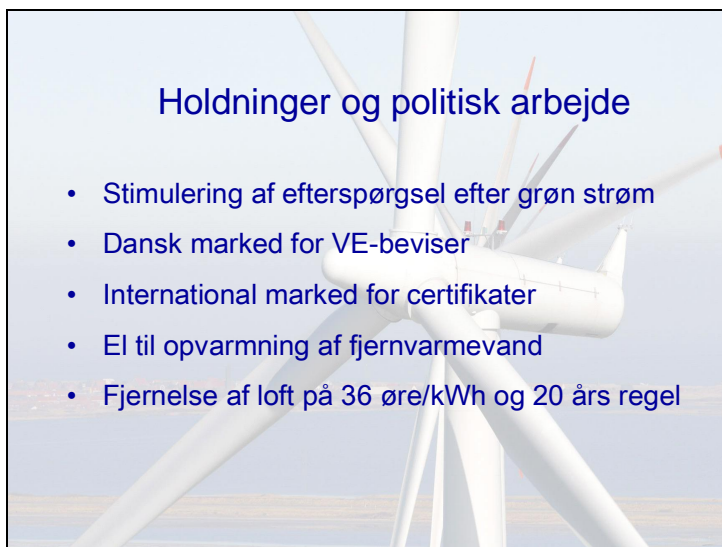 Holdninger og politisk arbejde
• Stimulering af efterspørgsel efter grøn strøm
• Dansk marked for VE-beviser
• International marked for certifikater
• El til opvarmning af fjernvarmevand
• Fjernelse af loft på 36 øre/kWh og 20 års regel